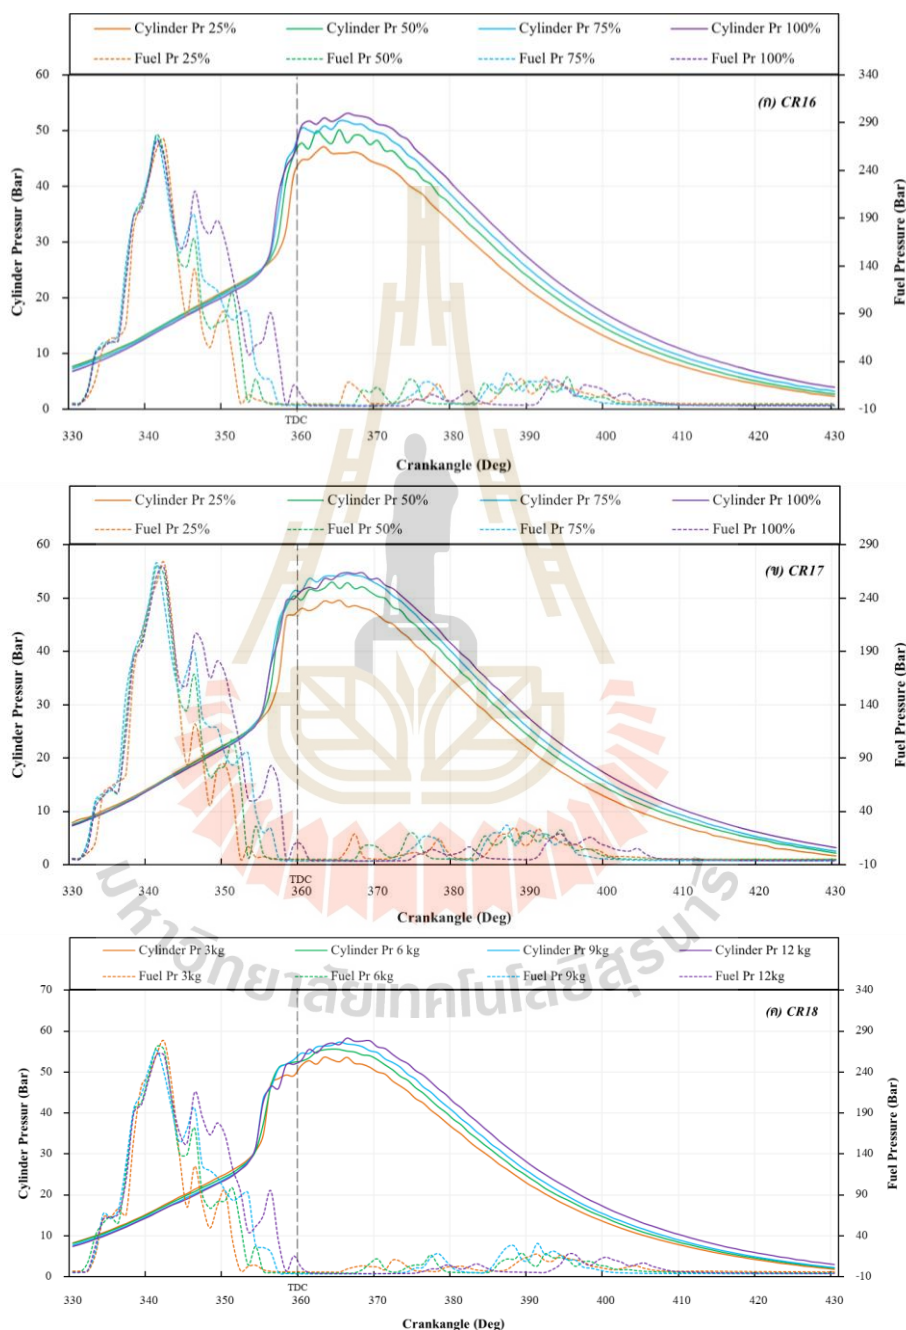 Cylinder Pr 25% Cylinder Pr 50% Cylinder Pr 75% Cylinder Pr 100%
Fuel Pr 25% Fuel Pr 50% Fuel Pr 75% Fuel Pr 100%
(ก) CR16
Cylinder Pressur (Bar)
60
50
40
30
20
10
0
340
290
240
190
140
90
40
-10
Fuel Pressure (Bar)
TDC
330 340 350 360 370 380 390 400 410 420 430
Crankangle (Deg)
Cylinder Pr 25% Cylinder Pr 50% Cylinder Pr 75% Cylinder Pr 100%
Fuel Pr 25% Fuel Pr 50% Fuel Pr 75% Fuel Pr 100%
(ข) CR17
Cylinder Pressur (Bar)
60
50
40
30
20
10
0
290
240
190
140
90
40
-10
Fuel Pressure (Bar)
TDC
330 340 350 360 370 380 390 400 410 420 430
Crankangle (Deg)
Cylinder Pr 3kg Cylinder Pr 6 kg Cylinder Pr 9kg Cylinder Pr 12 kg
Fuel Pr 3kg Fuel Pr 6kg Fuel Pr 9kg Fuel Pr 12kg
(ค) CR18
Cylinder Pressur (Bar)
70
60
50
40
30
20
10
0
340
290
240
190
140
90
40
-10
Fuel Pressure (Bar)
TDC
330 340 350 360 370 380 390 400 410 420 430
Crankangle (Deg)
มหาวิทยาลัยเทคโนโลยีสุรนารี